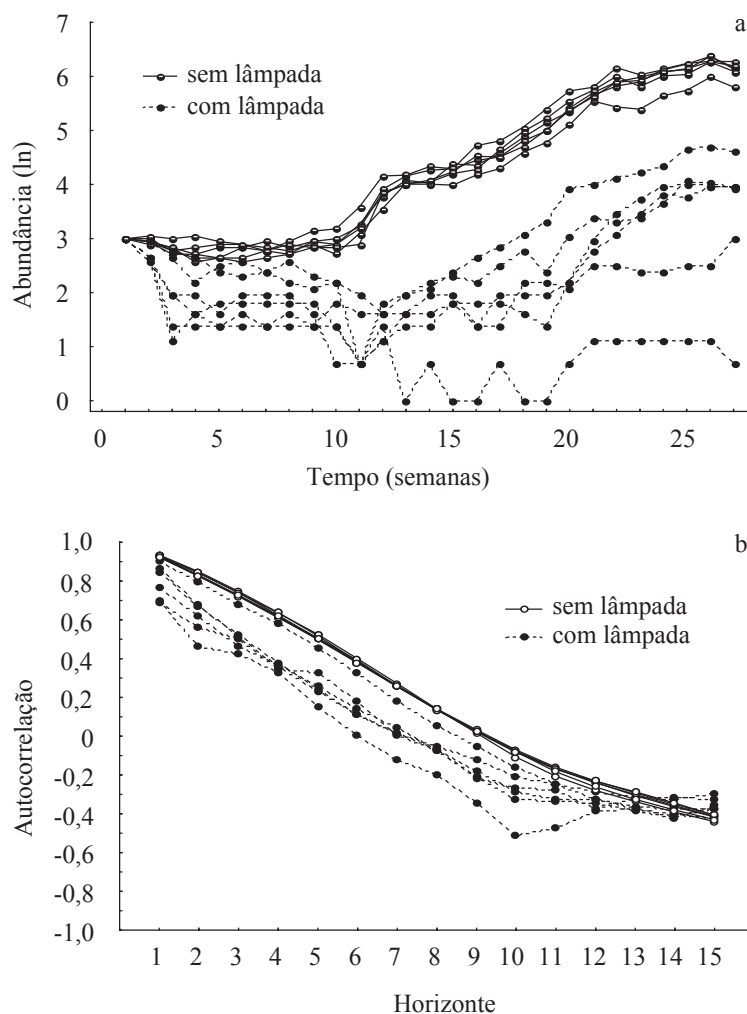 a
7
6
5
4
3
2
1
0
Abundância (ln)
sem lâmpada
com lâmpada
0 5 10 15 20 25
Tempo (semanas)
b
1,0
0,8
0,6
0,4
0,2
0
-0,2
-0,4
-0,6
-0,8
-1,0
Autocorrelação
sem lâmpada
com lâmpada
1 2 3 4 5 6 7 8 9 10 11 12 13 14 15
Horizonte